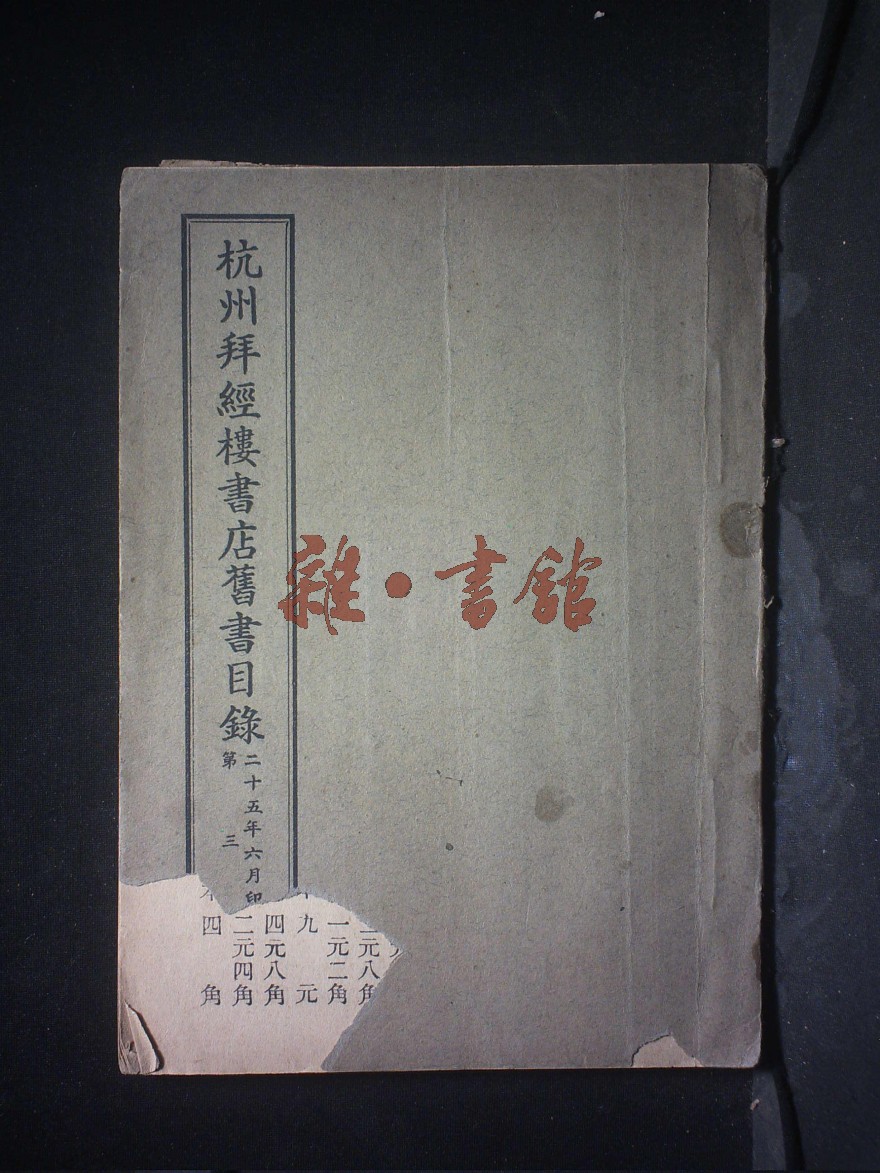 杭州拜經樓書店舊書目錄
二十五年六月印
第三
雜·書館
元八角
一元二角
九元
四元八角
二元四角
四角